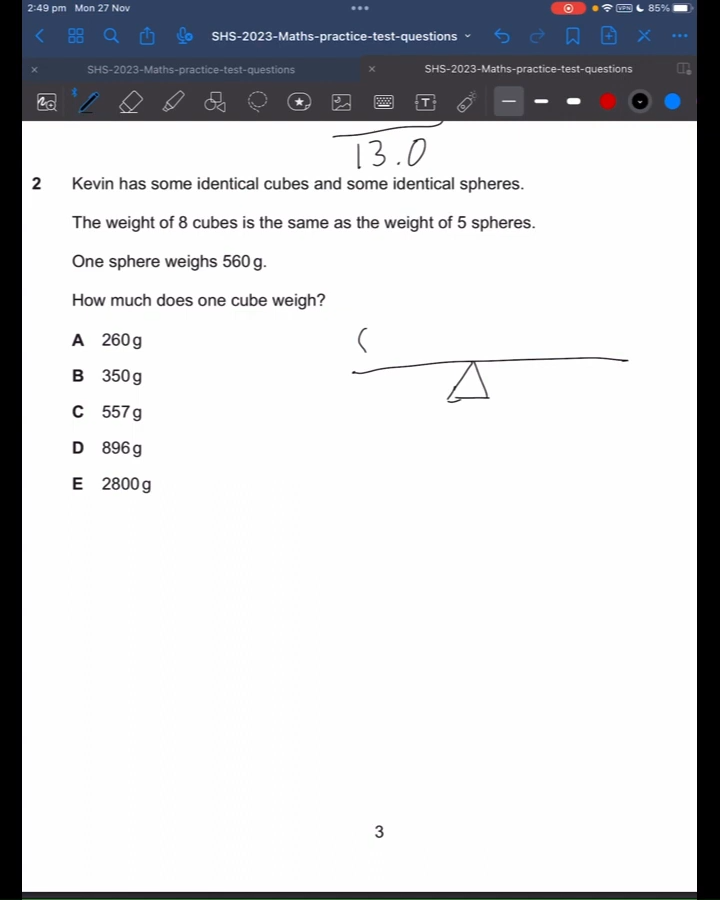 2:49 pm Mon 27 Nov
VPN 85%
SHS-2023-Maths-practice-test-questions
SHS-2023-Maths-practice-test-questions
SHS-2023-Maths-practice-test-questions
T
13.0
2 Kevin has some identical cubes and some identical spheres.
The weight of 8 cubes is the same as the weight of 5 spheres.
One sphere weighs 560 g.
How much does one cube weigh?
A 260 g
B 350 g
C 557 g
D 896 g
E 2800 g
3